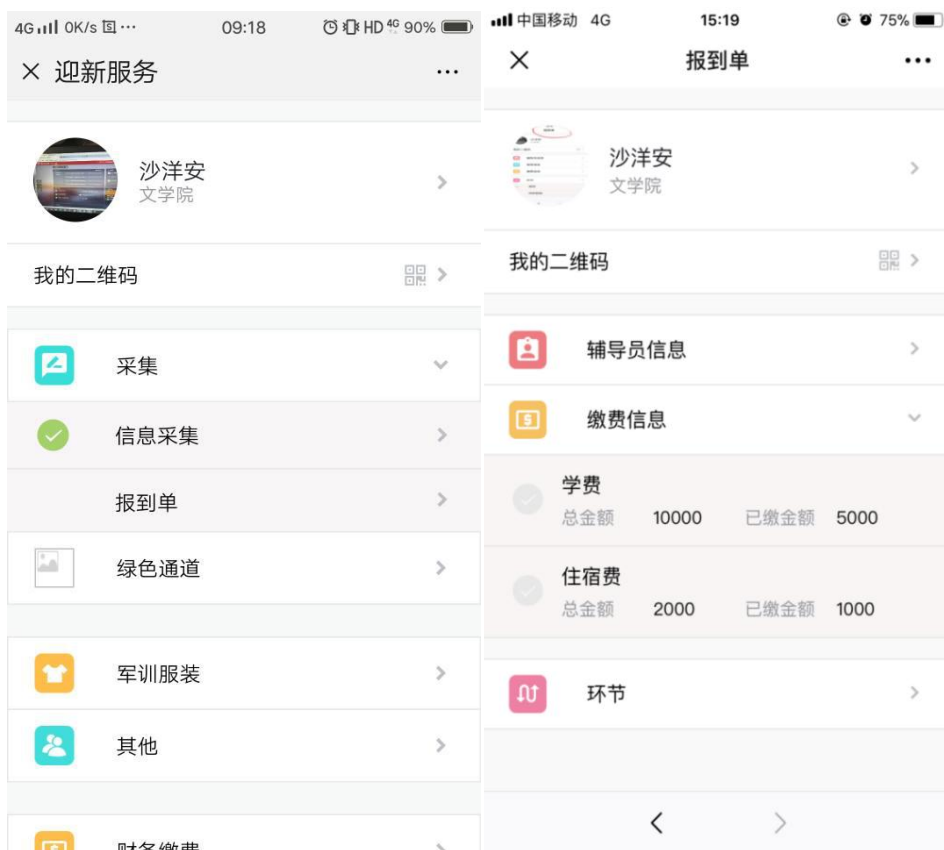 4G 0K/s ... 09:18 HD 4G 90%
迎新服务
沙洋安
文学院
我的二维码
采集
信息采集
报到单
绿色通道
军训服装
其他
财务缴费
中国移动 4G 15:19 75%
报到单
沙洋安
文学院
我的二维码
辅导员信息
缴费信息
学费
总金额 10000 已缴金额 5000
住宿费
总金额 2000 已缴金额 1000
环节